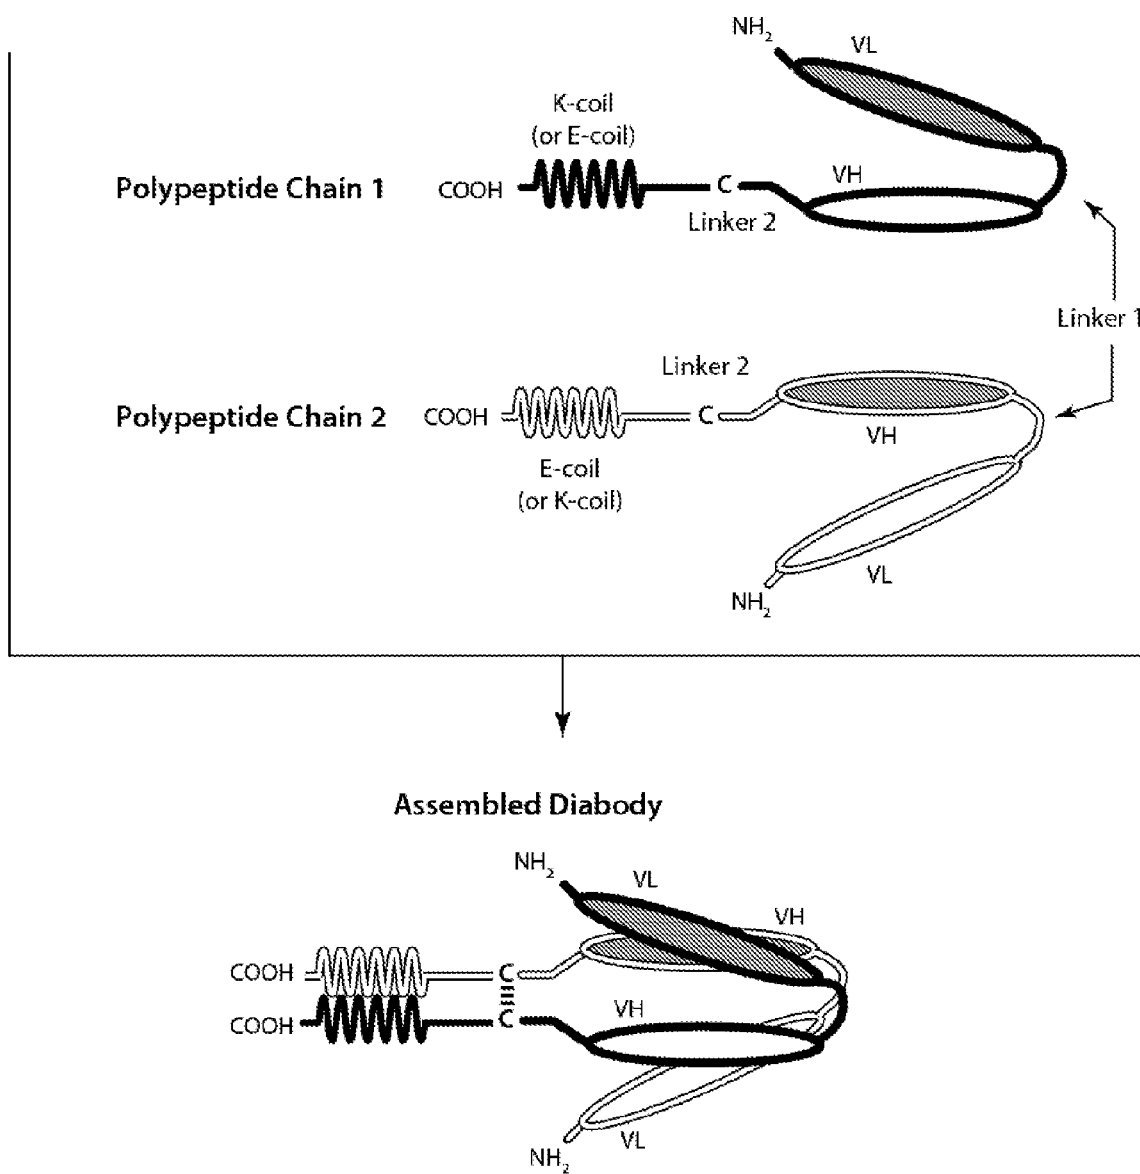 NH2
VL
K-coil
(or E-coil)
Polypeptide Chain 1
COOH
C
VH
Linker 2
Linker 1
Linker 2
Polypeptide Chain 2
COOH
C
VH
E-coil
(or K-coil)
VL
NH2
Assembled Diabody
NH2
VL
VH
COOH
C
COOH
C
VH
VL
NH2